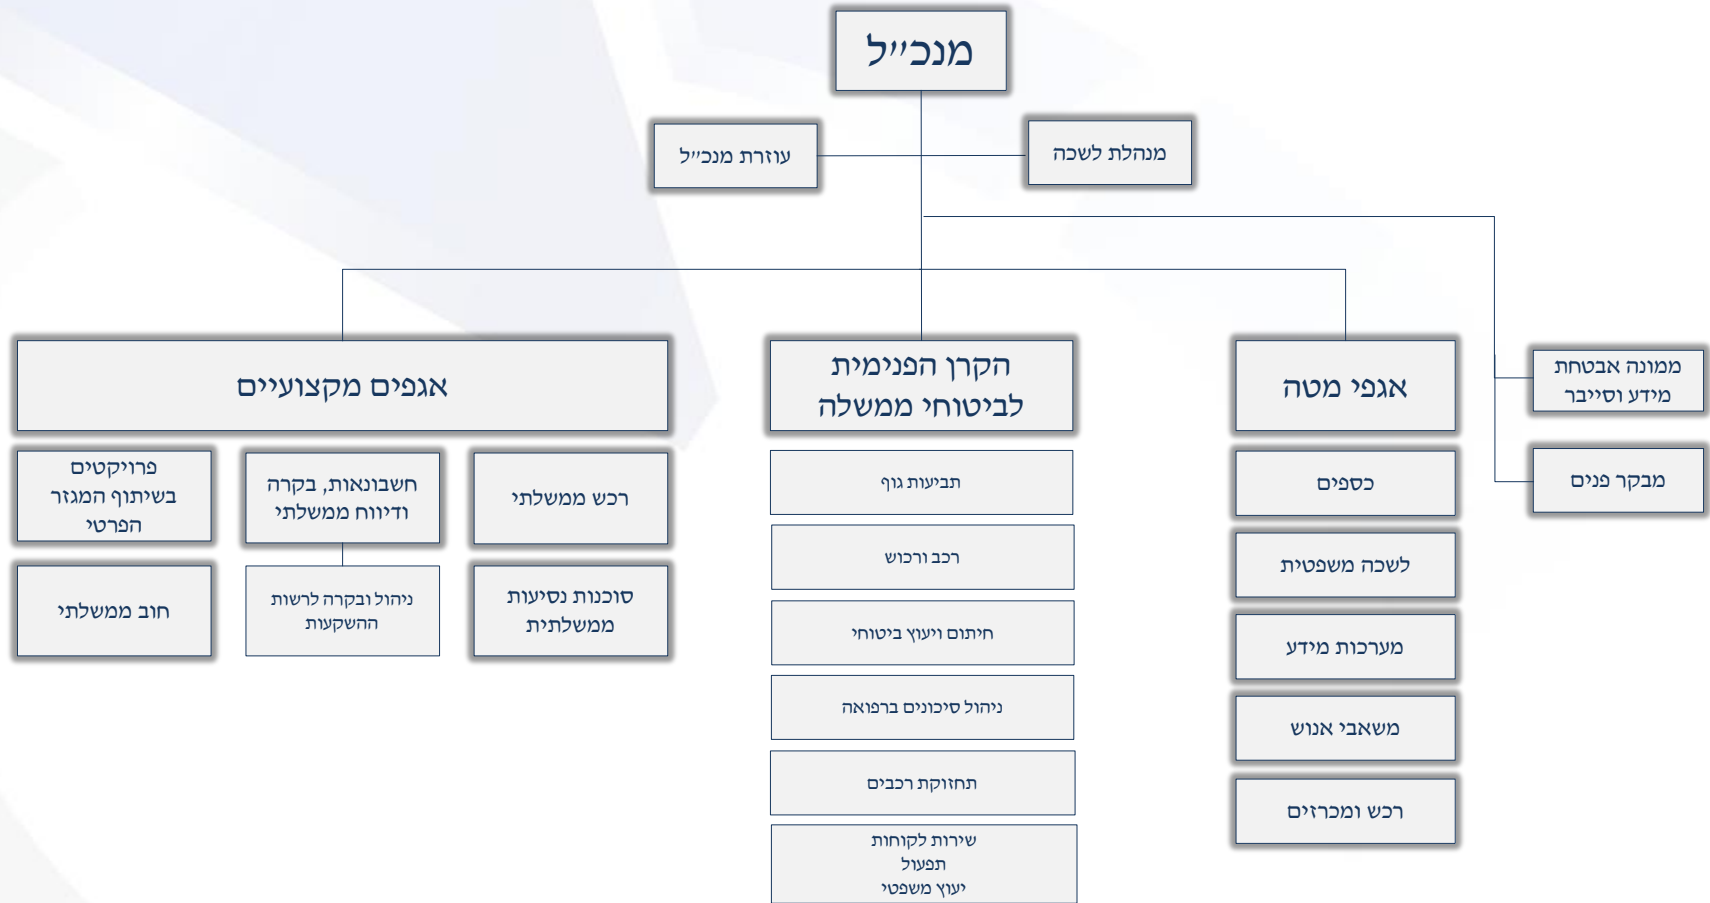 מנכ״ל
מנהלת לשכה
עוזרת מנכ״ל
ממונה אבטחת
מידע וסייבר
מבקר פנים
אגפי מטה
כספים
לשכה משפטית
מערכות מידע
משאבי אנוש
רכש ומכרזים
הקרן הפנימית
לביטוחי ממשלה
תביעות גוף
רכב ורכוש
חיתום ויעוץ ביטוחי
ניהול סיכונים ברפואה
תחזוקת רכבים
שירות לקוחות
תפעול
יעוץ משפטי
אגפים מקצועיים
רכש ממשלתי
סוכנות נסיעות
ממשלתית
חשבונאות, בקרה
ודיווח ממשלתי
ניהול ובקרה לרשות
ההשקעות
פרויקטים
בשיתוף המגזר
הפרטי
חוב ממשלתי